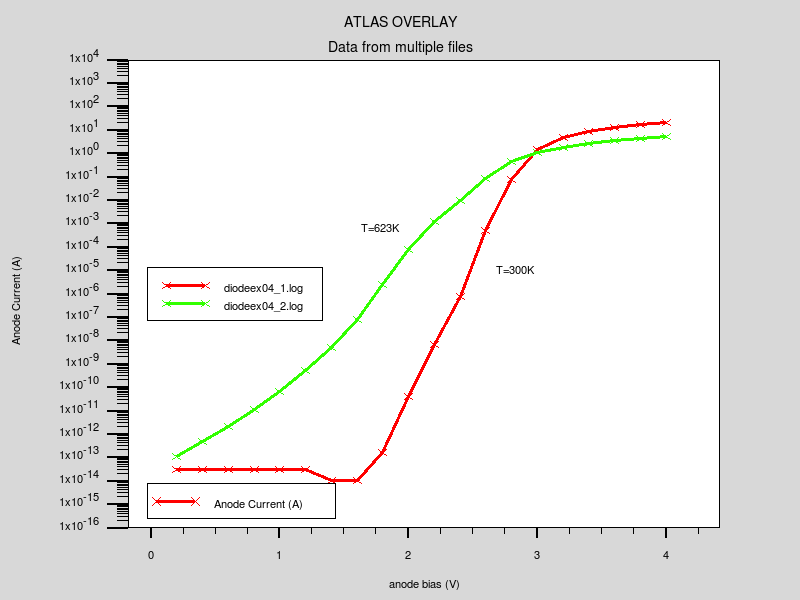 ATLAS OVERLAY
Data from multiple files
1x10^4
1x10^3
1x10^2
1x10^1
1x10^0
1x10^-1
1x10^-2
1x10^-3
1x10^-4
1x10^-5
1x10^-6
1x10^-7
1x10^-8
1x10^-9
1x10^-10
1x10^-11
1x10^-12
1x10^-13
1x10^-14
1x10^-15
1x10^-16
Anode Current (A)
T=623K
T=300K
diodeex04_1.log
diodeex04_2.log
Anode Current (A)
0 1 2 3 4
anode bias (V)